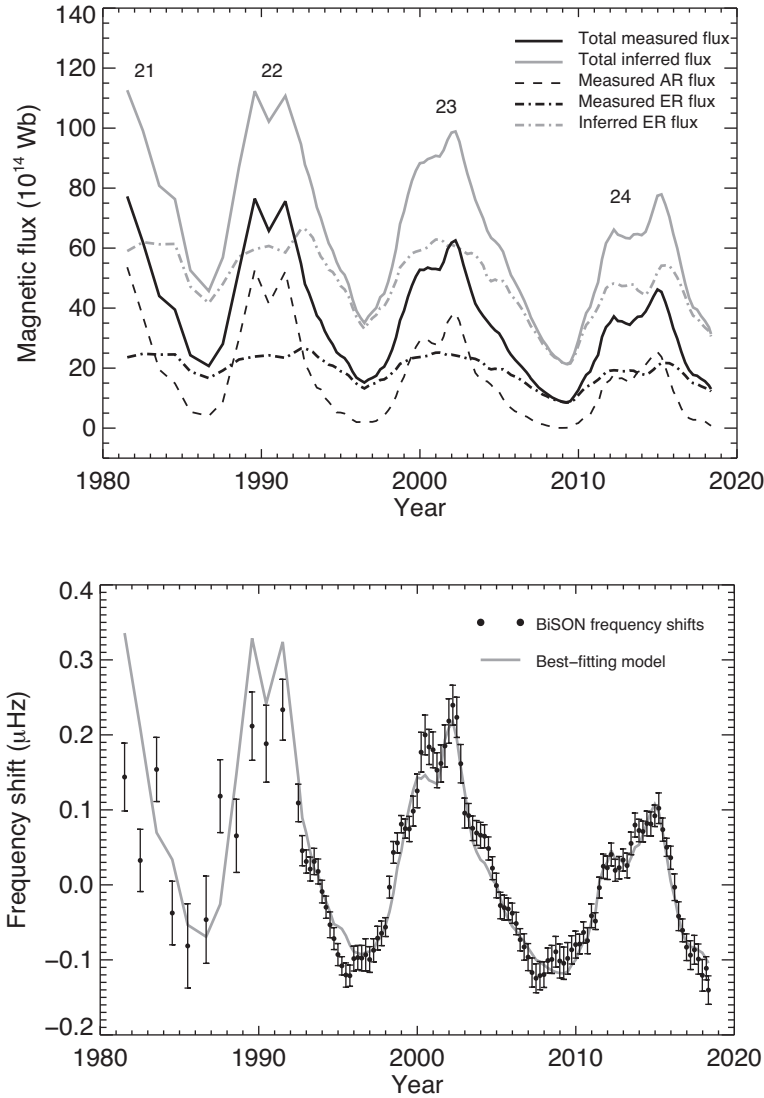 140
120
100
80
60
40
20
0
Magnetic flux (10¹⁴ Wb)
21
22
23
24
Total measured flux
Total inferred flux
Measured AR flux
Measured ER flux
Inferred ER flux
1980
1990
2000
2010
2020
Year
0.4
0.3
0.2
0.1
0.0
−0.1
−0.2
Frequency shift (μHz)
BiSON frequency shifts
Best−fitting model
1980
1990
2000
2010
2020
Year